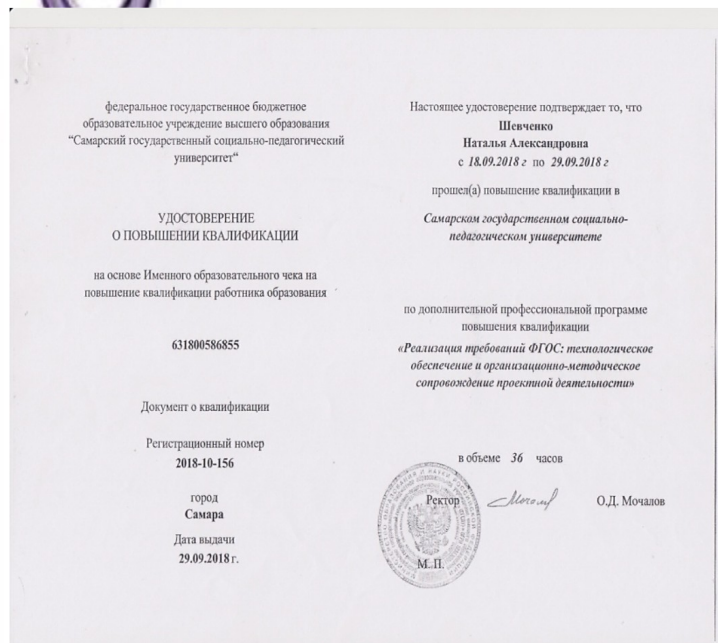 федеральное государственное бюджетное
образовательное учреждение высшего образования
"Самарский государственный социально-педагогический
университет"
УДОСТОВЕРЕНИЕ
О ПОВЫШЕНИИ КВАЛИФИКАЦИИ
на основе Именного образовательного чека на
повышение квалификации работника образования
631800586855
Документ о квалификации
Регистрационный номер
2018-10-156
город
Самара
Дата выдачи
29.09.2018 г.
Настоящее удостоверение подтверждает то, что
Шевченко
Наталья Александровна
с 18.09.2018 г по 29.09.2018 г
прошел(а) повышение квалификации в
Самарском государственном социально-
педагогическом университете
по дополнительной профессиональной программе
повышения квалификации
«Реализация требований ФГОС: технологическое
обеспечение и организационно-методическое
сопровождение проектной деятельности»
в объеме 36 часов
Ректор О.Д. Мочалов
М. П.